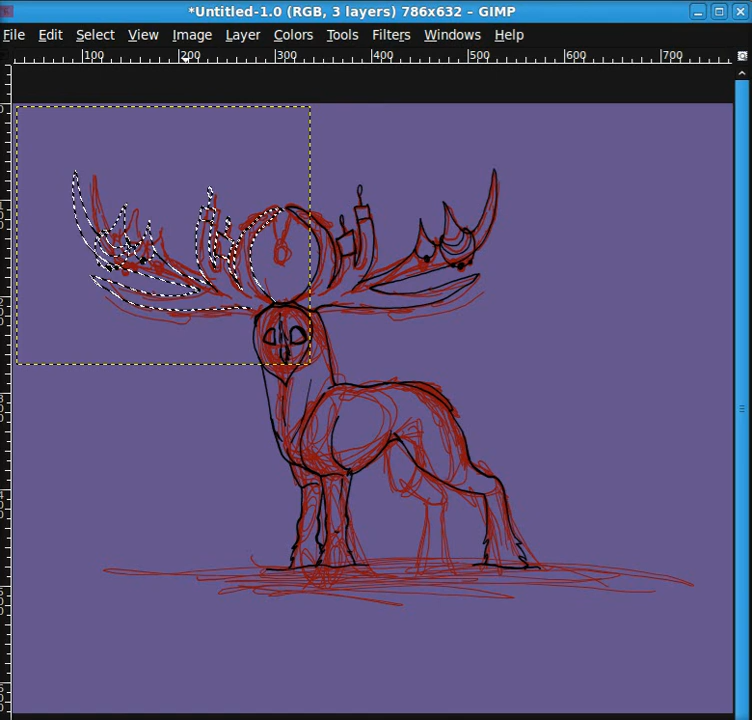 *Untitled-1.0 (RGB, 3 layers) 786x632 – GIMP
File Edit Select View Image Layer Colors Tools Filters Windows Help
100 200 300 400 500 600 700